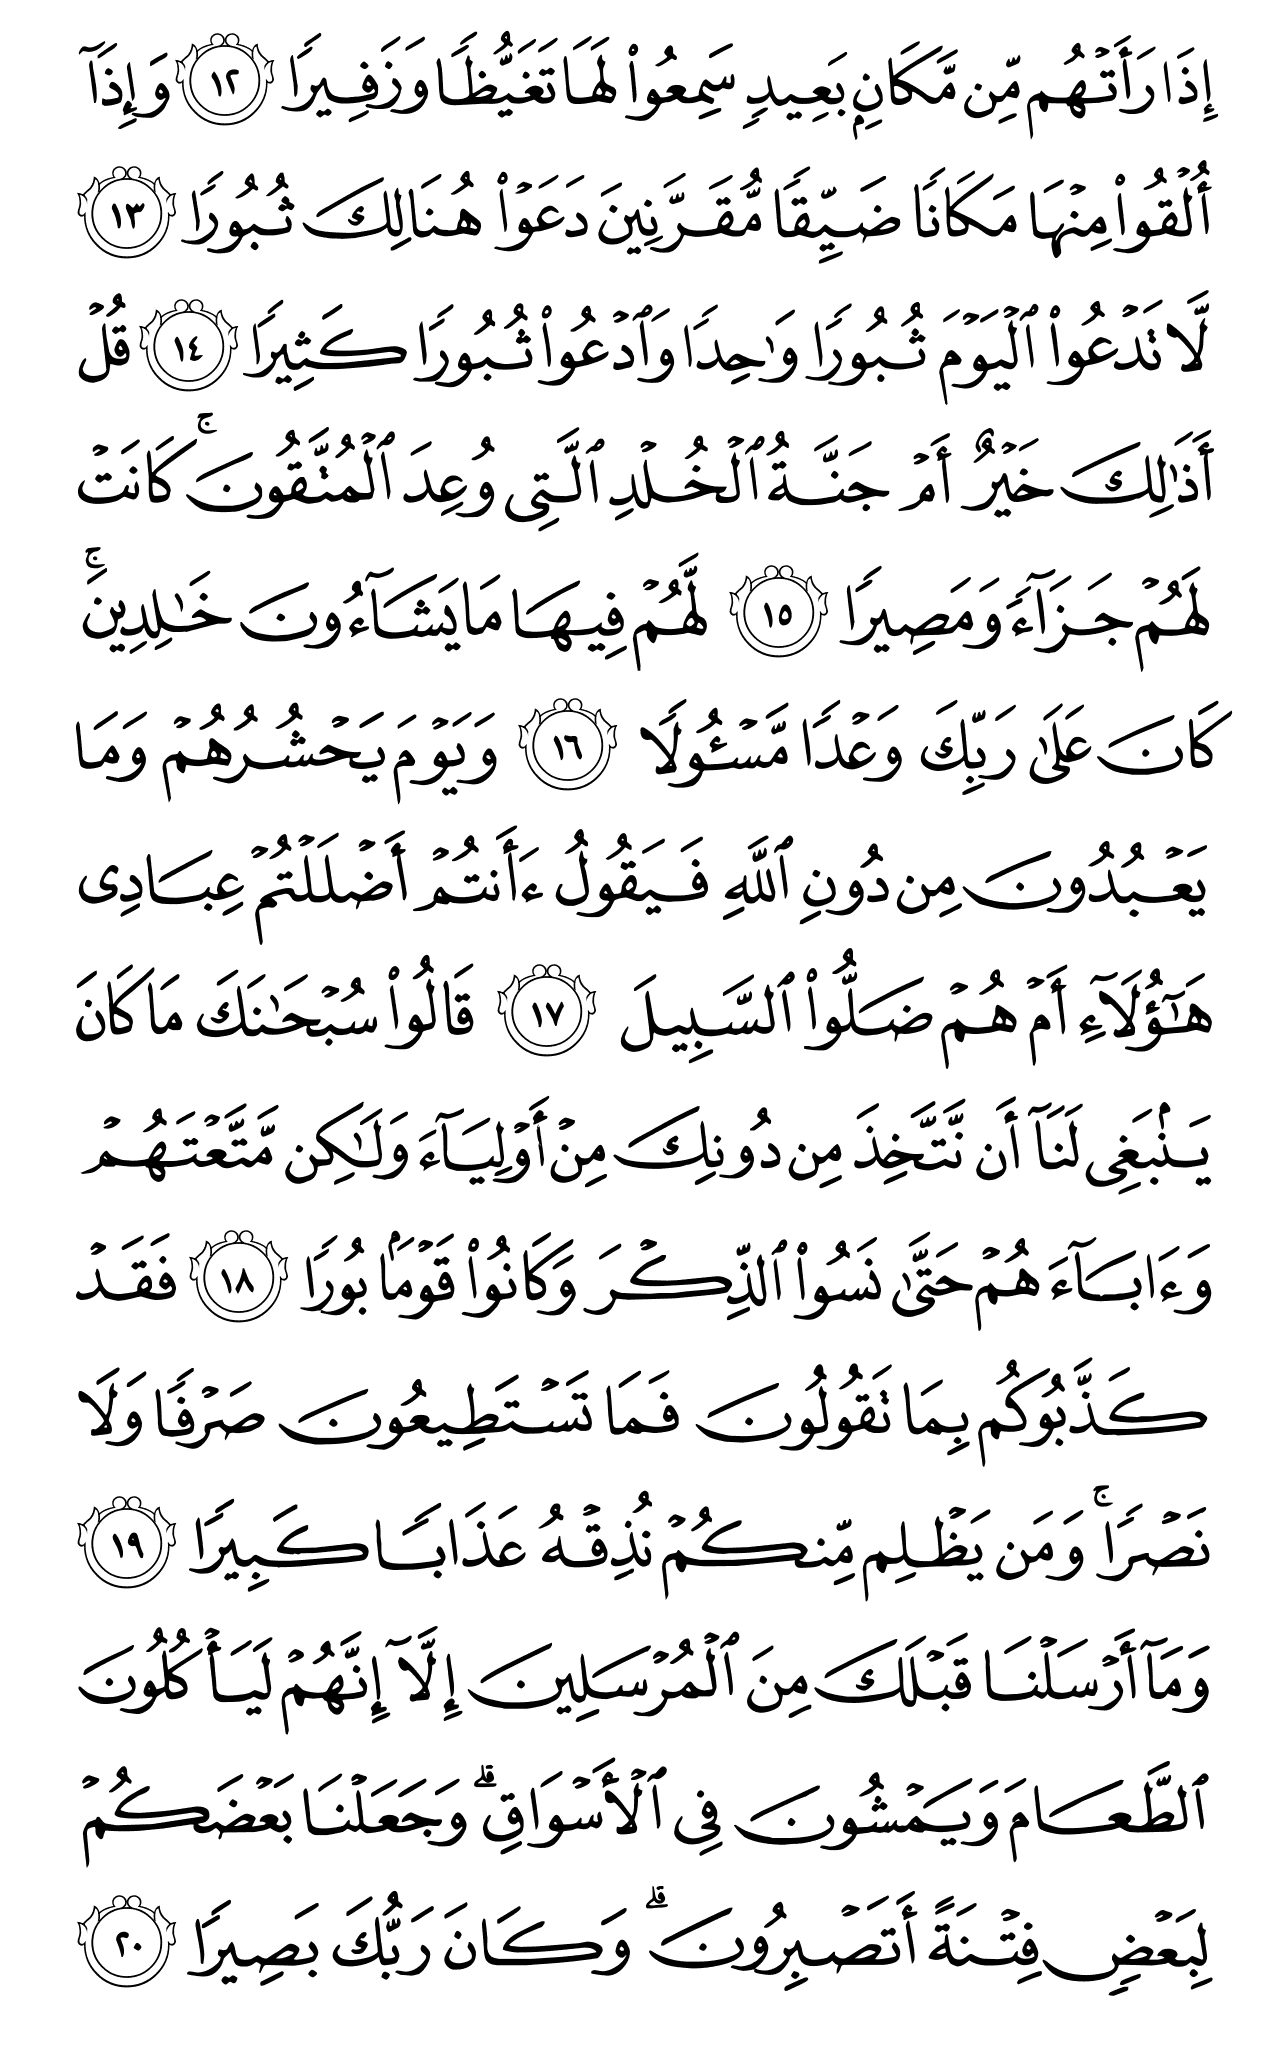 إِذَا رَأَتۡهُم مِّن مَّكَانِۭ بَعِيدٖ سَمِعُواْ لَهَا تَغَيُّظٗا وَزَفِيرٗا ١٢ وَإِذَآ
أُلۡقُواْ مِنۡهَا مَكَانٗا ضَيِّقٗا مُّقَرَّنِينَ دَعَوۡاْ هُنَالِكَ ثُبُورٗا ١٣
لَّا تَدۡعُواْ ٱلۡيَوۡمَ ثُبُورٗا وَٰحِدٗا وَٱدۡعُواْ ثُبُورٗا كَثِيرٗا ١٤ قُلۡ
أَذَٰلِكَ خَيۡرٌ أَمۡ جَنَّةُ ٱلۡخُلۡدِ ٱلَّتِي وُعِدَ ٱلۡمُتَّقُونَۚ كَانَتۡ
لَهُمۡ جَزَآءٗ وَمَصِيرٗا ١٥ لَّهُمۡ فِيهَا مَا يَشَآءُونَ خَٰلِدِينَۚ
كَانَ عَلَىٰ رَبِّكَ وَعۡدٗا مَّسۡـُٔولٗا ١٦ وَيَوۡمَ يَحۡشُرُهُمۡ وَمَا
يَعۡبُدُونَ مِن دُونِ ٱللَّهِ فَيَقُولُ ءَأَنتُمۡ أَضۡلَلۡتُمۡ عِبَادِي
هَٰٓؤُلَآءِ أَمۡ هُمۡ ضَلُّواْ ٱلسَّبِيلَ ١٧ قَالُواْ سُبۡحَٰنَكَ مَا كَانَ
يَنۢبَغِي لَنَآ أَن نَّتَّخِذَ مِن دُونِكَ مِنۡ أَوۡلِيَآءَ وَلَٰكِن مَّتَّعۡتَهُمۡ
وَءَابَآءَهُمۡ حَتَّىٰ نَسُواْ ٱلذِّكۡرَ وَكَانُواْ قَوۡمَۢا بُورٗا ١٨ فَقَدۡ
كَذَّبُوكُم بِمَا تَقُولُونَ فَمَا تَسۡتَطِيعُونَ صَرۡفٗا وَلَا
نَصۡرٗاۚ وَمَن يَظۡلِم مِّنكُمۡ نُذِقۡهُ عَذَابٗا كَبِيرٗا ١٩
وَمَآ أَرۡسَلۡنَا قَبۡلَكَ مِنَ ٱلۡمُرۡسَلِينَ إِلَّآ إِنَّهُمۡ لَيَأۡكُلُونَ
ٱلطَّعَامَ وَيَمۡشُونَ فِي ٱلۡأَسۡوَاقِۗ وَجَعَلۡنَا بَعۡضَكُمۡ
لِبَعۡضٖ فِتۡنَةً أَتَصۡبِرُونَۗ وَكَانَ رَبُّكَ بَصِيرٗا ٢٠